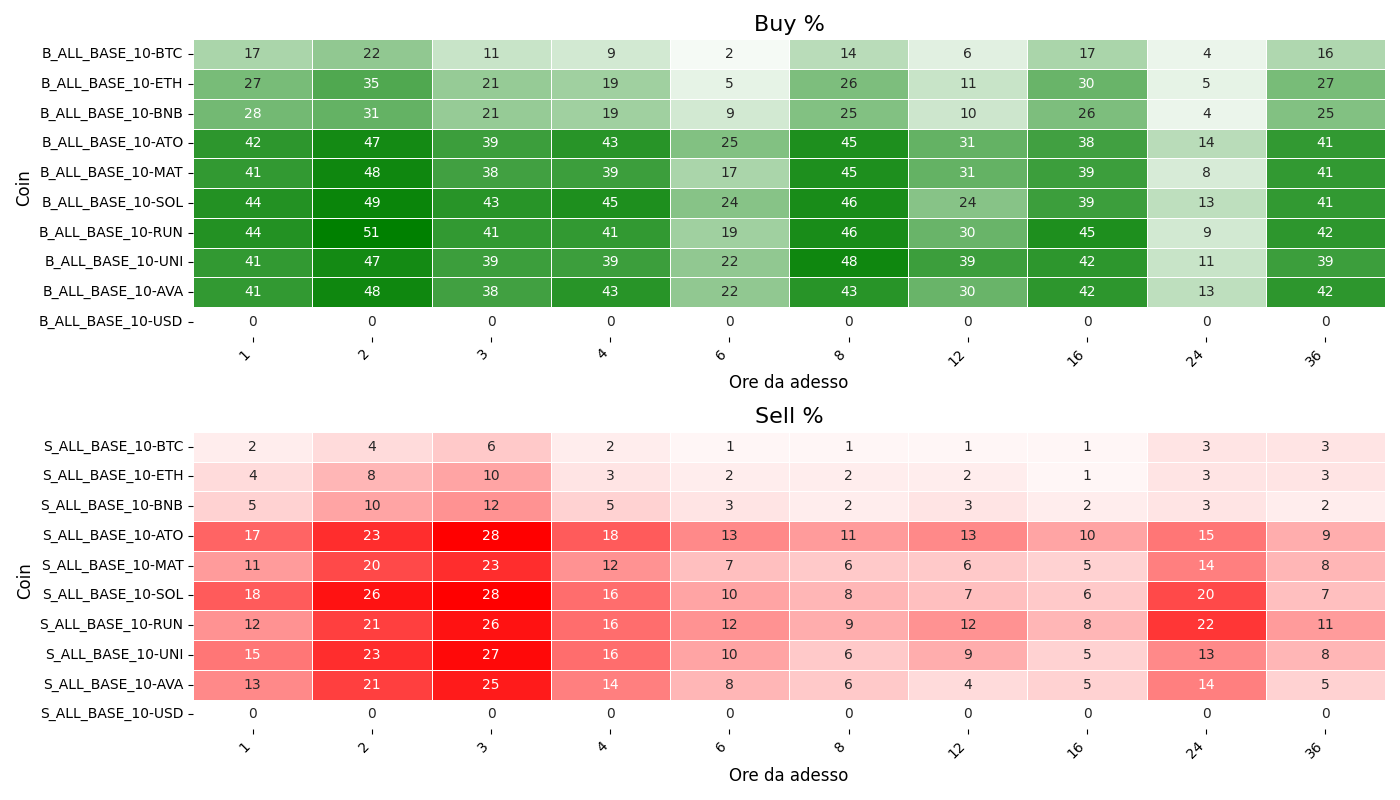 Buy %
Coin
B_ALL_BASE_10-BTC 17 22 11 9 2 14 6 17 4 16
B_ALL_BASE_10-ETH 27 35 21 19 5 26 11 30 5 27
B_ALL_BASE_10-BNB 28 31 21 19 9 25 10 26 4 25
B_ALL_BASE_10-ATO 42 47 39 43 25 45 31 38 14 41
B_ALL_BASE_10-MAT 41 48 38 39 17 45 31 39 8 41
B_ALL_BASE_10-SOL 44 49 43 45 24 46 24 39 13 41
B_ALL_BASE_10-RUN 44 51 41 41 19 46 30 45 9 42
B_ALL_BASE_10-UNI 41 47 39 39 22 48 39 42 11 39
B_ALL_BASE_10-AVA 41 48 38 43 22 43 30 42 13 42
B_ALL_BASE_10-USD 0 0 0 0 0 0 0 0 0 0
1 2 3 4 6 8 12 16 24 36
Ore da adesso
Sell %
Coin
S_ALL_BASE_10-BTC 2 4 6 2 1 1 1 1 3 3
S_ALL_BASE_10-ETH 4 8 10 3 2 2 2 1 3 3
S_ALL_BASE_10-BNB 5 10 12 5 3 2 3 2 3 2
S_ALL_BASE_10-ATO 17 23 28 18 13 11 13 10 15 9
S_ALL_BASE_10-MAT 11 20 23 12 7 6 6 5 14 8
S_ALL_BASE_10-SOL 18 26 28 16 10 8 7 6 20 7
S_ALL_BASE_10-RUN 12 21 26 16 12 9 12 8 22 11
S_ALL_BASE_10-UNI 15 23 27 16 10 6 9 5 13 8
S_ALL_BASE_10-AVA 13 21 25 14 8 6 4 5 14 5
S_ALL_BASE_10-USD 0 0 0 0 0 0 0 0 0 0
1 2 3 4 6 8 12 16 24 36
Ore da adesso